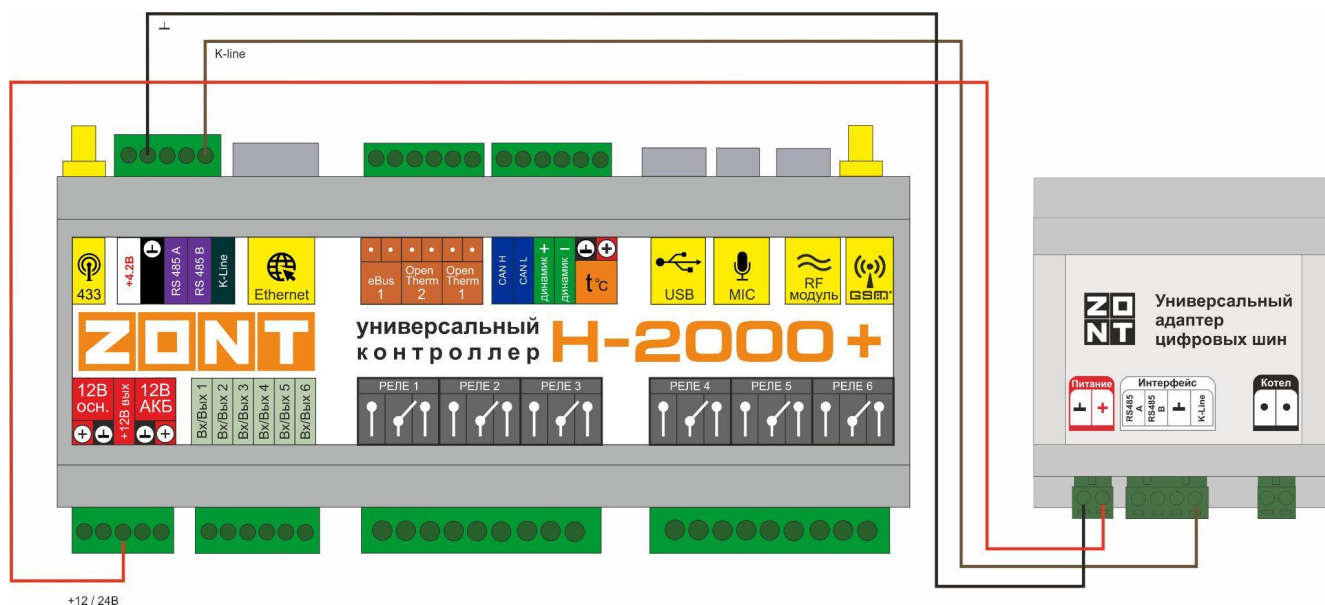 ⊥
K-line
433
+4.2В
⊥
RS 485 A
RS 485 B
K-Line
Ethernet
eBus
1
Open
Therm
2
Open
Therm
1
CAN H
CAN L
динамик +
динамик –
⊥ +
t°C
USB
MIC
RF
модуль
GSM
ZONT
универсальный
контроллер
H-2000+
12В
осн.
+12В вых
12В
АКБ
+ ⊥ ⊥ +
Вх/Вых 1
Вх/Вых 2
Вх/Вых 3
Вх/Вых 4
Вх/Вых 5
Вх/Вых 6
РЕЛЕ 1
РЕЛЕ 2
РЕЛЕ 3
РЕЛЕ 4
РЕЛЕ 5
РЕЛЕ 6
+12 / 24В
ZONT
Универсальный
адаптер
цифровых шин
Питание
⊥ +
Интерфейс
RS485
A
RS485
B
⊥
K-Line
Котел